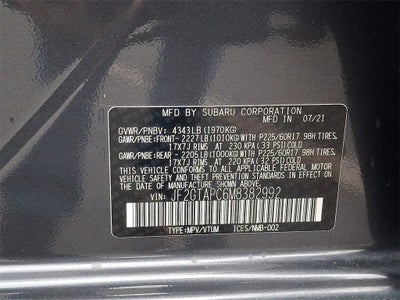 MFD BY SUBARU CORPORATION 07/21
GVWR/PNBV: 4343LB (1970KG)
GAWR/PNBE:FRONT- 2227LB(1010KG)WITH P225/60R17 98H TIRES,
17X7J RIMS AT 230 KPA(33 PSI)COLD
GAWR/PNBE:REAR - 2205LB(1000KG)WITH P225/60R17 98H TIRES,
17X7J RIMS AT 220 KPA(32 PSI)COLD
THIS VEHICLE CONFORMS TO ALL APPLICABLE FEDERAL MOTOR
VEHICLE SAFETY BUMPER AND THEFT PREVENTION STANDARDS IN
EFFECT ON THE DATE OF MANUFACTURE SHOWN ABOVE.
VIN: JF2GTAPC6M8382992
TYPE:MPV/VTUM ICES/NMB-002